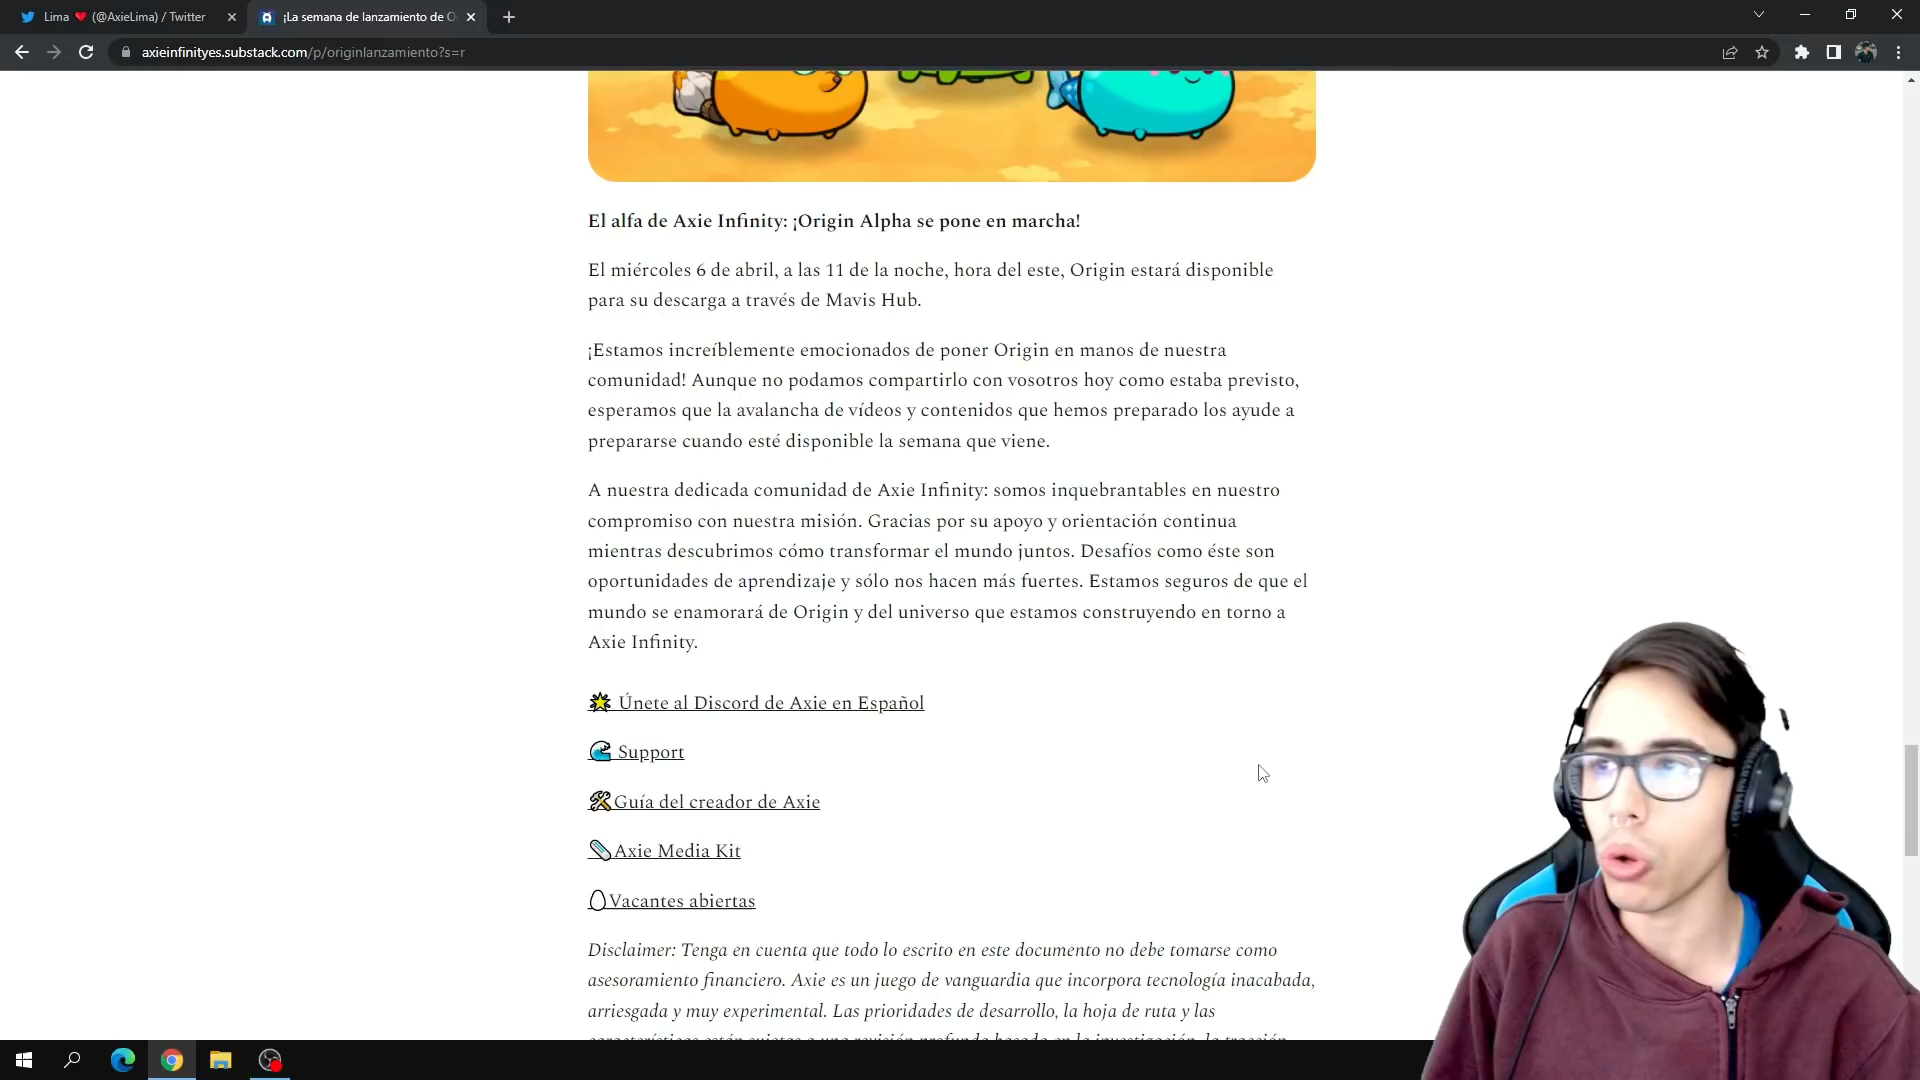 Lima ❤️ (@AxieLima) / Twitter
¡La semana de lanzamiento de O
axieinfinityes.substack.com/p/originlanzamiento?s=r
El alfa de Axie Infinity: ¡Origin Alpha se pone en marcha!
El miércoles 6 de abril, a las 11 de la noche, hora del este, Origin estará disponible
para su descarga a través de Mavis Hub.
¡Estamos increíblemente emocionados de poner Origin en manos de nuestra
comunidad! Aunque no podamos compartirlo con vosotros hoy como estaba previsto,
esperamos que la avalancha de vídeos y contenidos que hemos preparado los ayude a
prepararse cuando esté disponible la semana que viene.
A nuestra dedicada comunidad de Axie Infinity: somos inquebrantables en nuestro
compromiso con nuestra misión. Gracias por su apoyo y orientación continua
mientras descubrimos cómo transformar el mundo juntos. Desafíos como éste son
oportunidades de aprendizaje y sólo nos hacen más fuertes. Estamos seguros de que el
mundo se enamorará de Origin y del universo que estamos construyendo en torno a
Axie Infinity.
🌟 Únete al Discord de Axie en Español
🌊 Support
🛠Guía del creador de Axie
Axie Media Kit
🥚Vacantes abiertas
Disclaimer: Tenga en cuenta que todo lo escrito en este documento no debe tomarse como
asesoramiento financiero. Axie es un juego de vanguardia que incorpora tecnología inacabada,
arriesgada y muy experimental. Las prioridades de desarrollo, la hoja de ruta y las